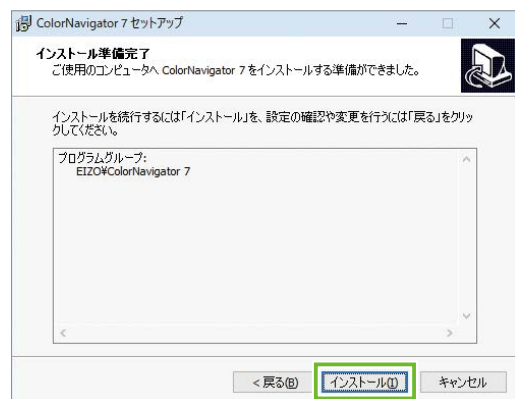 ColorNavigator 7 セットアップ
インストール準備完了
ご使用のコンピュータへ ColorNavigator 7 をインストールする準備ができました。
インストールを続行するには「インストール」を、設定の確認や変更を行うには「戻る」をクリッ
クしてください。
プログラムグループ:
EIZO¥ColorNavigator 7
< 戻る(B)
インストール(I)
キャンセル